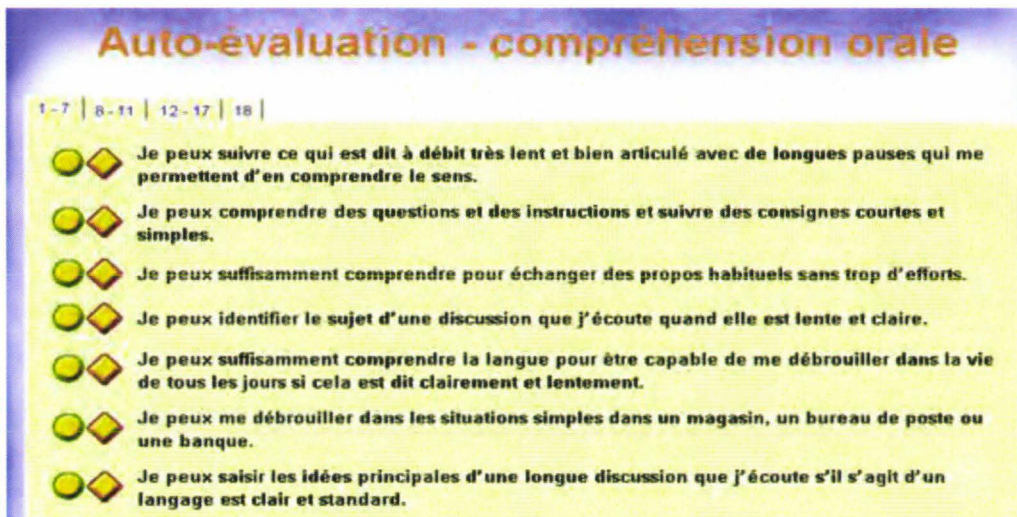 Auto-évaluation - compréhension orale
1 - 7 | 8 - 11 | 12 - 17 | 18 |
Je peux suivre ce qui est dit à débit très lent et bien articulé avec de longues pauses qui me
permettent d'en comprendre le sens.
Je peux comprendre des questions et des instructions et suivre des consignes courtes et
simples.
Je peux suffisamment comprendre pour échanger des propos habituels sans trop d'efforts.
Je peux identifier le sujet d'une discussion que j'écoute quand elle est lente et claire.
Je peux suffisamment comprendre la langue pour être capable de me débrouiller dans la vie
de tous les jours si cela est dit clairement et lentement.
Je peux me débrouiller dans les situations simples dans un magasin, un bureau de poste ou
une banque.
Je peux saisir les idées principales d'une longue discussion que j'écoute s'il s'agit d'un
langage est clair et standard.